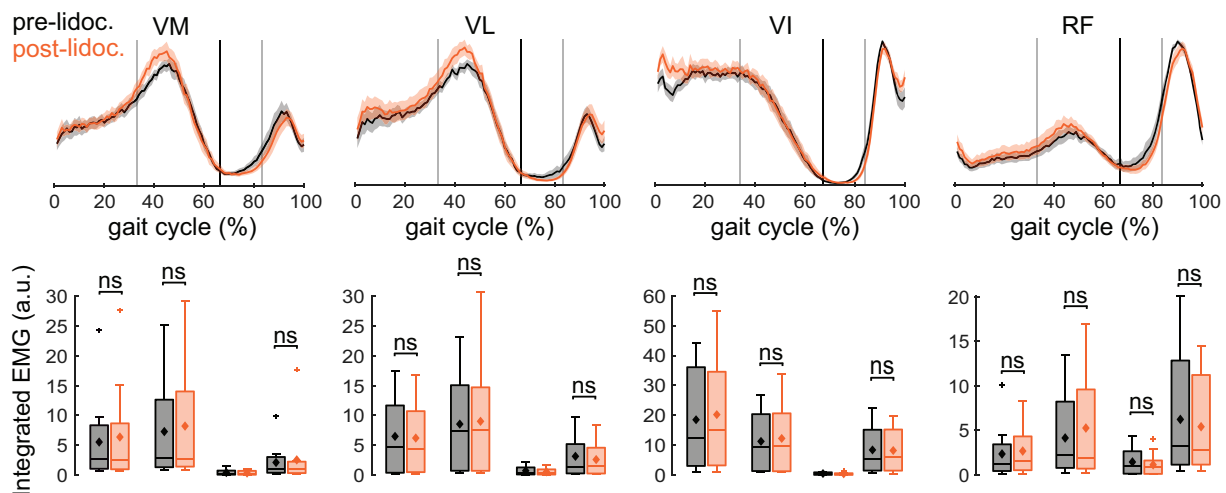 pre-lidoc.
post-lidoc.
VM
VL
VI
RF
0 20 40 60 80 100
0 20 40 60 80 100
0 20 40 60 80 100
0 20 40 60 80 100
gait cycle (%)
gait cycle (%)
gait cycle (%)
gait cycle (%)
Integrated EMG (a.u.)
30
25
20
15
10
5
0
ns
ns
ns
30
25
20
15
10
5
0
ns
ns
ns
60
50
40
30
20
10
0
ns
ns
ns
20
15
10
5
0
ns
ns
ns
ns